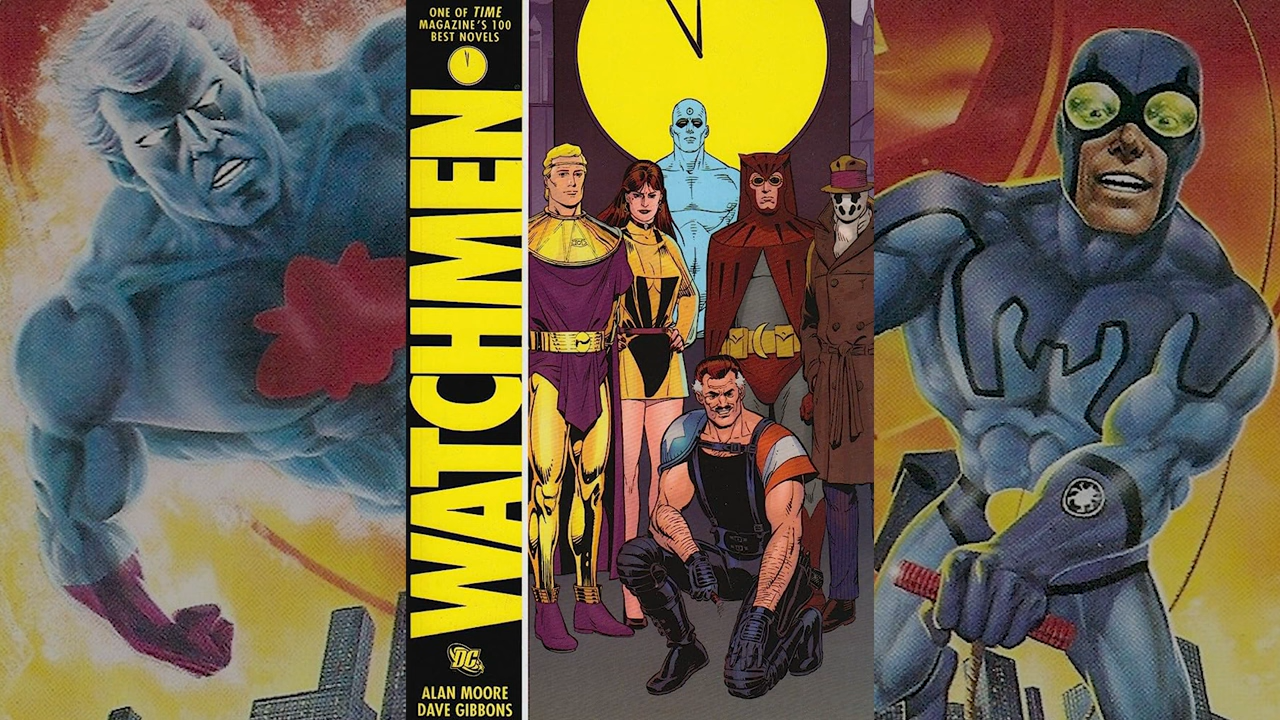 ONE OF TIME
MAGAZINE'S 100
BEST NOVELS
WATCHMEN
DC
ALAN MOORE
DAVE GIBBONS